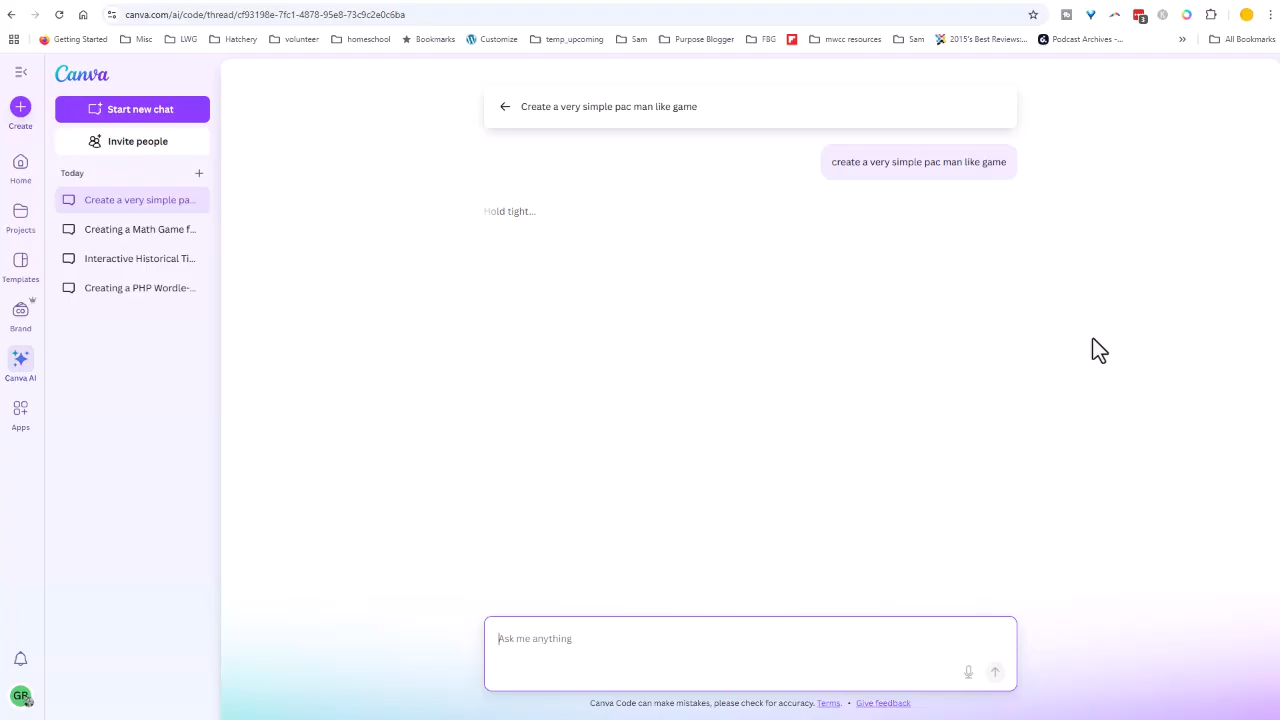 canva.com/ai/code/thread/cf93198e-7fc1-4878-95e8-73c9c2e0c6ba
3
Getting Started
Misc
LWG
Hatchery
volunteer
homeschool
Bookmarks
Customize
temp_upcoming
Sam
Purpose Blogger
FBG
mwcc resources
Sam
2015's Best Reviews:...
Podcast Archives -...
»
All Bookmarks
Canva
Start new chat
Invite people
Today
Create a very simple pa...
Creating a Math Game f...
Interactive Historical Ti...
Creating a PHP Wordle-...
Create
Home
Projects
Templates
CO
Brand
Canva AI
Apps
GR
Create a very simple pac man like game
create a very simple pac man like game
Hold tight...
Ask me anything
Canva Code can make mistakes, please check for accuracy. Terms. • Give feedback